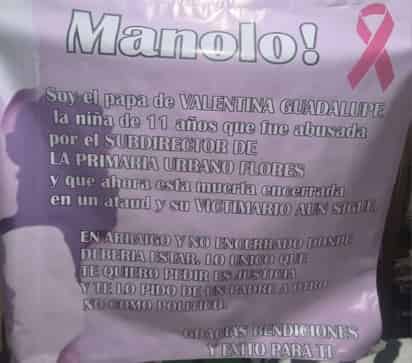 Manolo!
Soy el papa de VALENTINA GUADALUPE
la niña de 11 años que fue abusada
por el SUBDIRECTOR DE
LA PRIMARIA URBANO FLORES
y que ahora esta muerta encerrada
en un ataud y su VICTIMARIO AUN SIGUE
EN ARRAIGO Y NO ENCERRADO DONDE
DEBERIA ESTAR. LO UNICO QUE
TE QUIERO PEDIR ES JUSTICIA
Y TE LO PIDO DE UN PADRE A OTRO
NO COMO POLITICO.
GRACIAS BENDICIONES
Y EXITO PARA TI